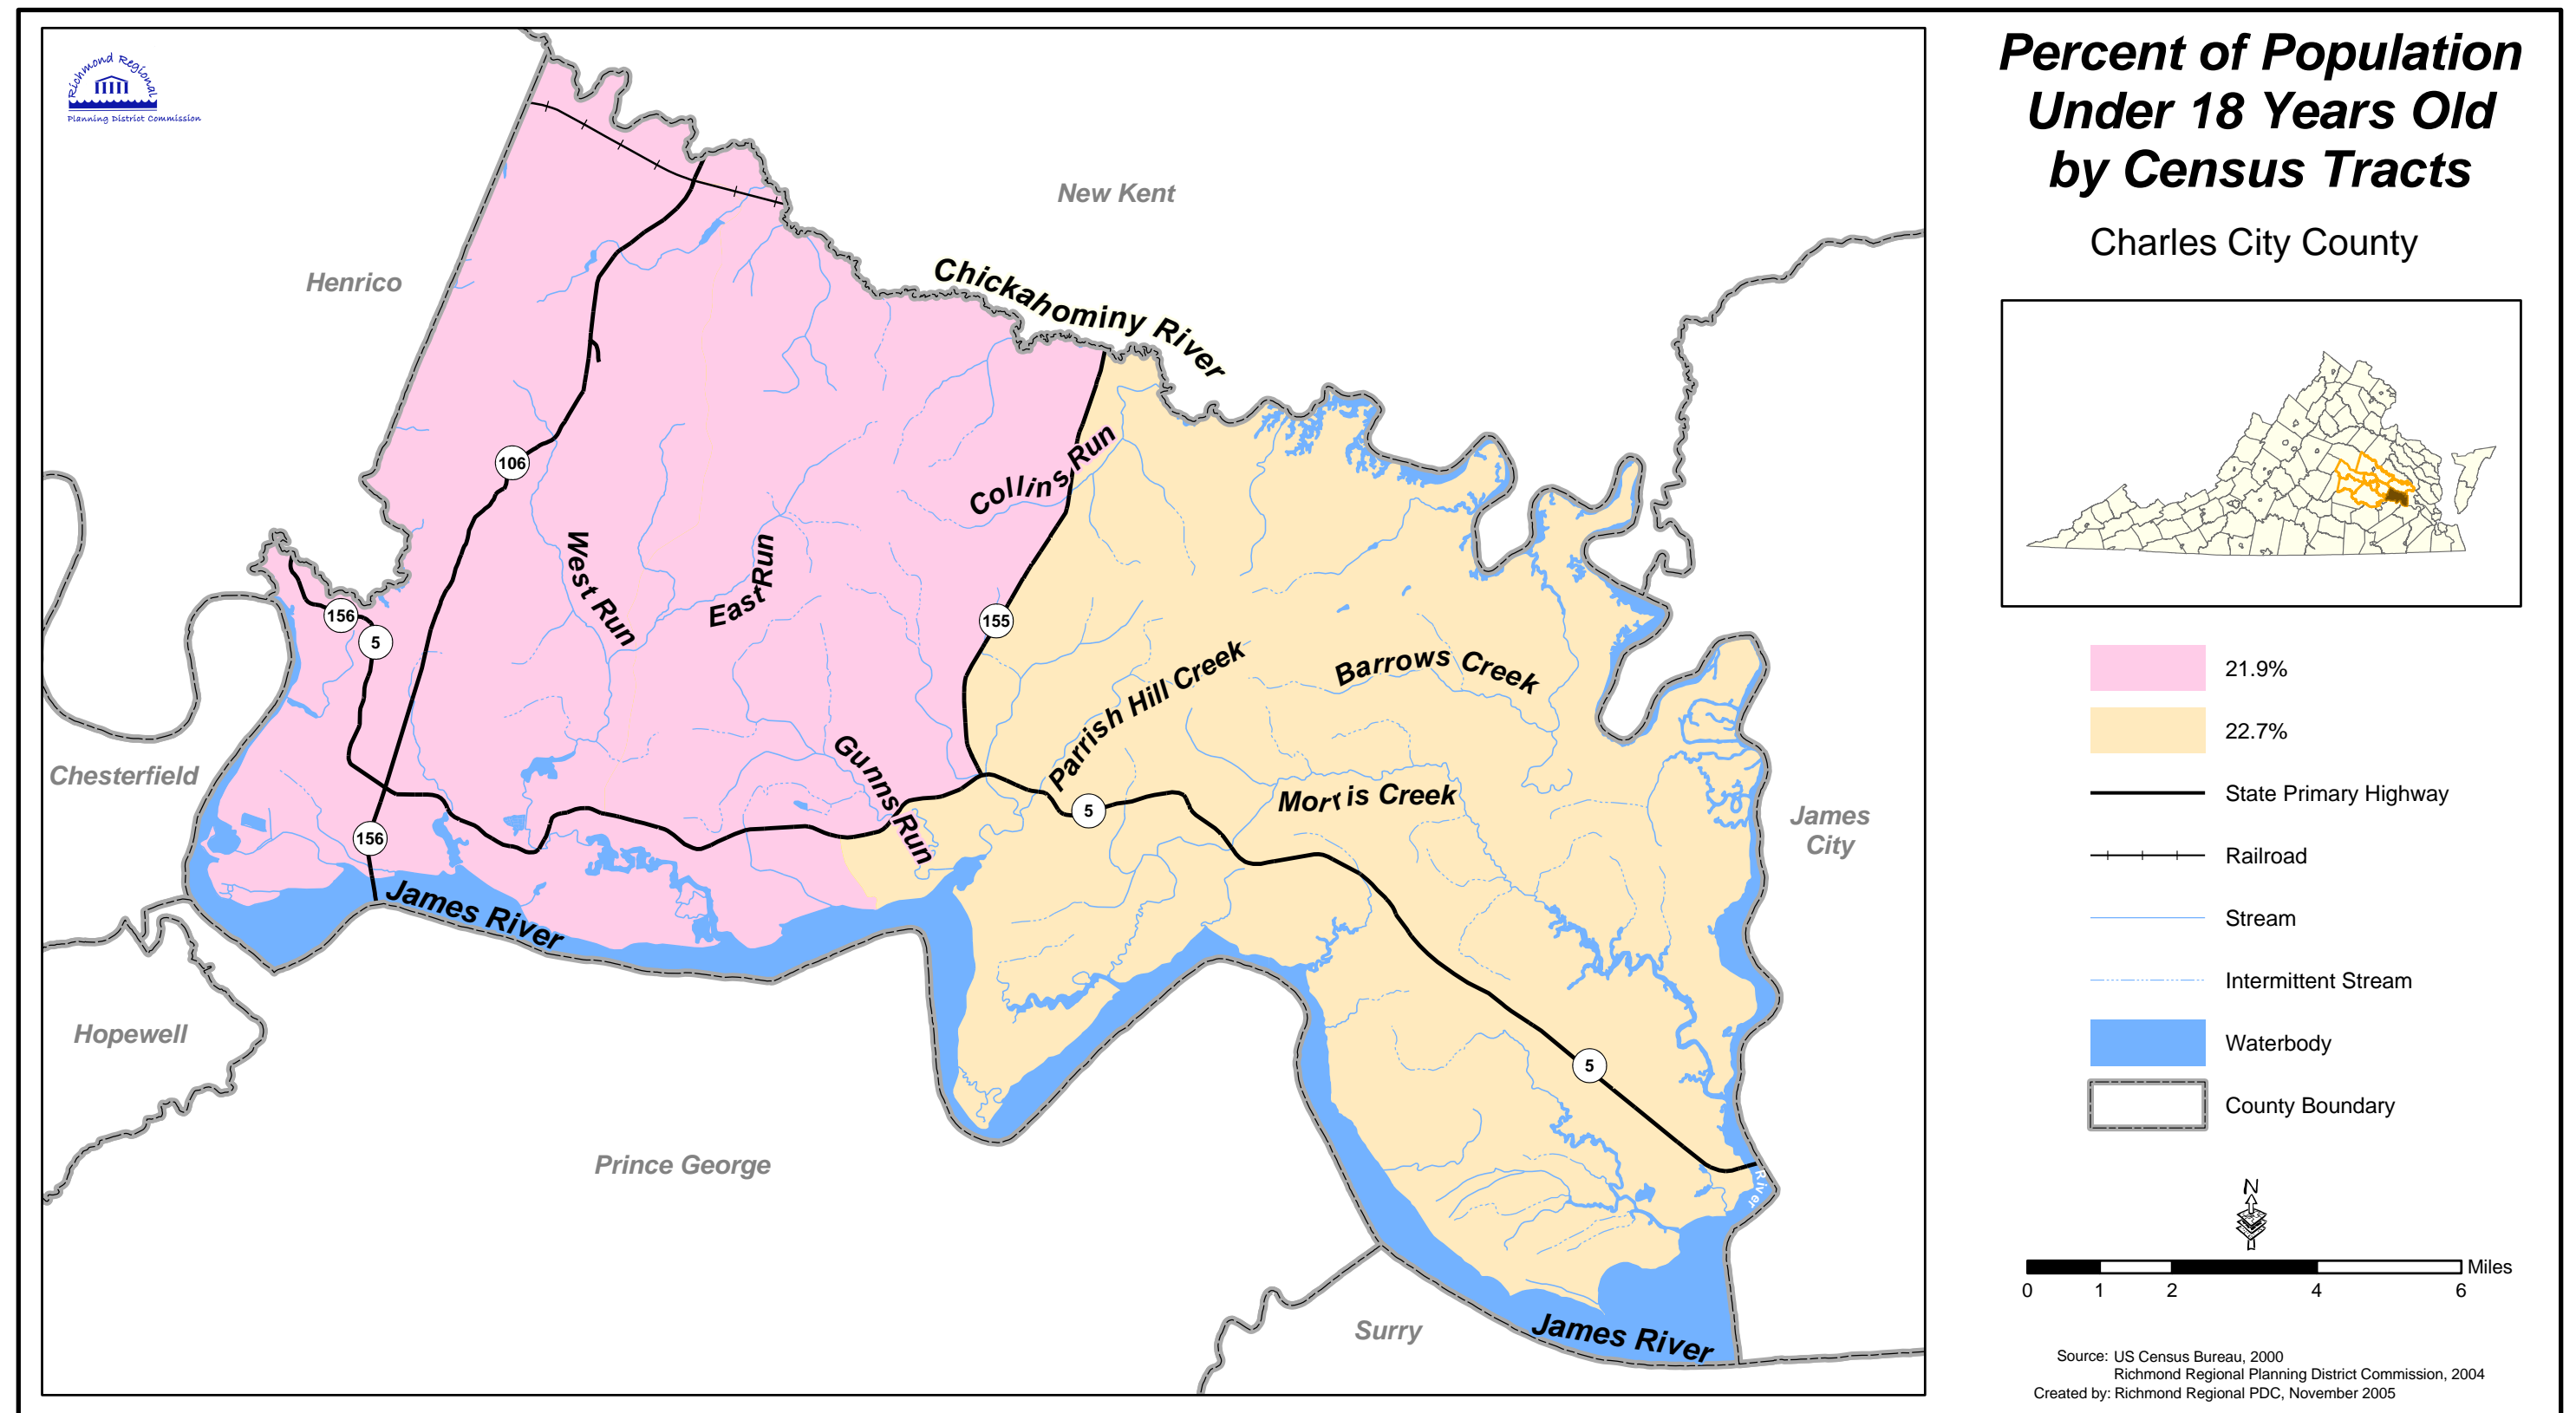 Richmond Regional
Planning District Commission
Percent of Population
Under 18 Years Old
by Census Tracts
Charles City County
New Kent
Henrico
Chickahominy River
106
Collins Run
West Run
East Run
156
5
155
Parrish Hill Creek
Barrows Creek
Gunns Run
Morris Creek
5
156
Chesterfield
James
City
James River
Hopewell
5
Prince George
River
Surry
James River
21.9%
22.7%
State Primary Highway
Railroad
Stream
Intermittent Stream
Waterbody
County Boundary
N
Miles
0 1 2 4 6
Source: US Census Bureau, 2000
Richmond Regional Planning District Commission, 2004
Created by: Richmond Regional PDC, November 2005